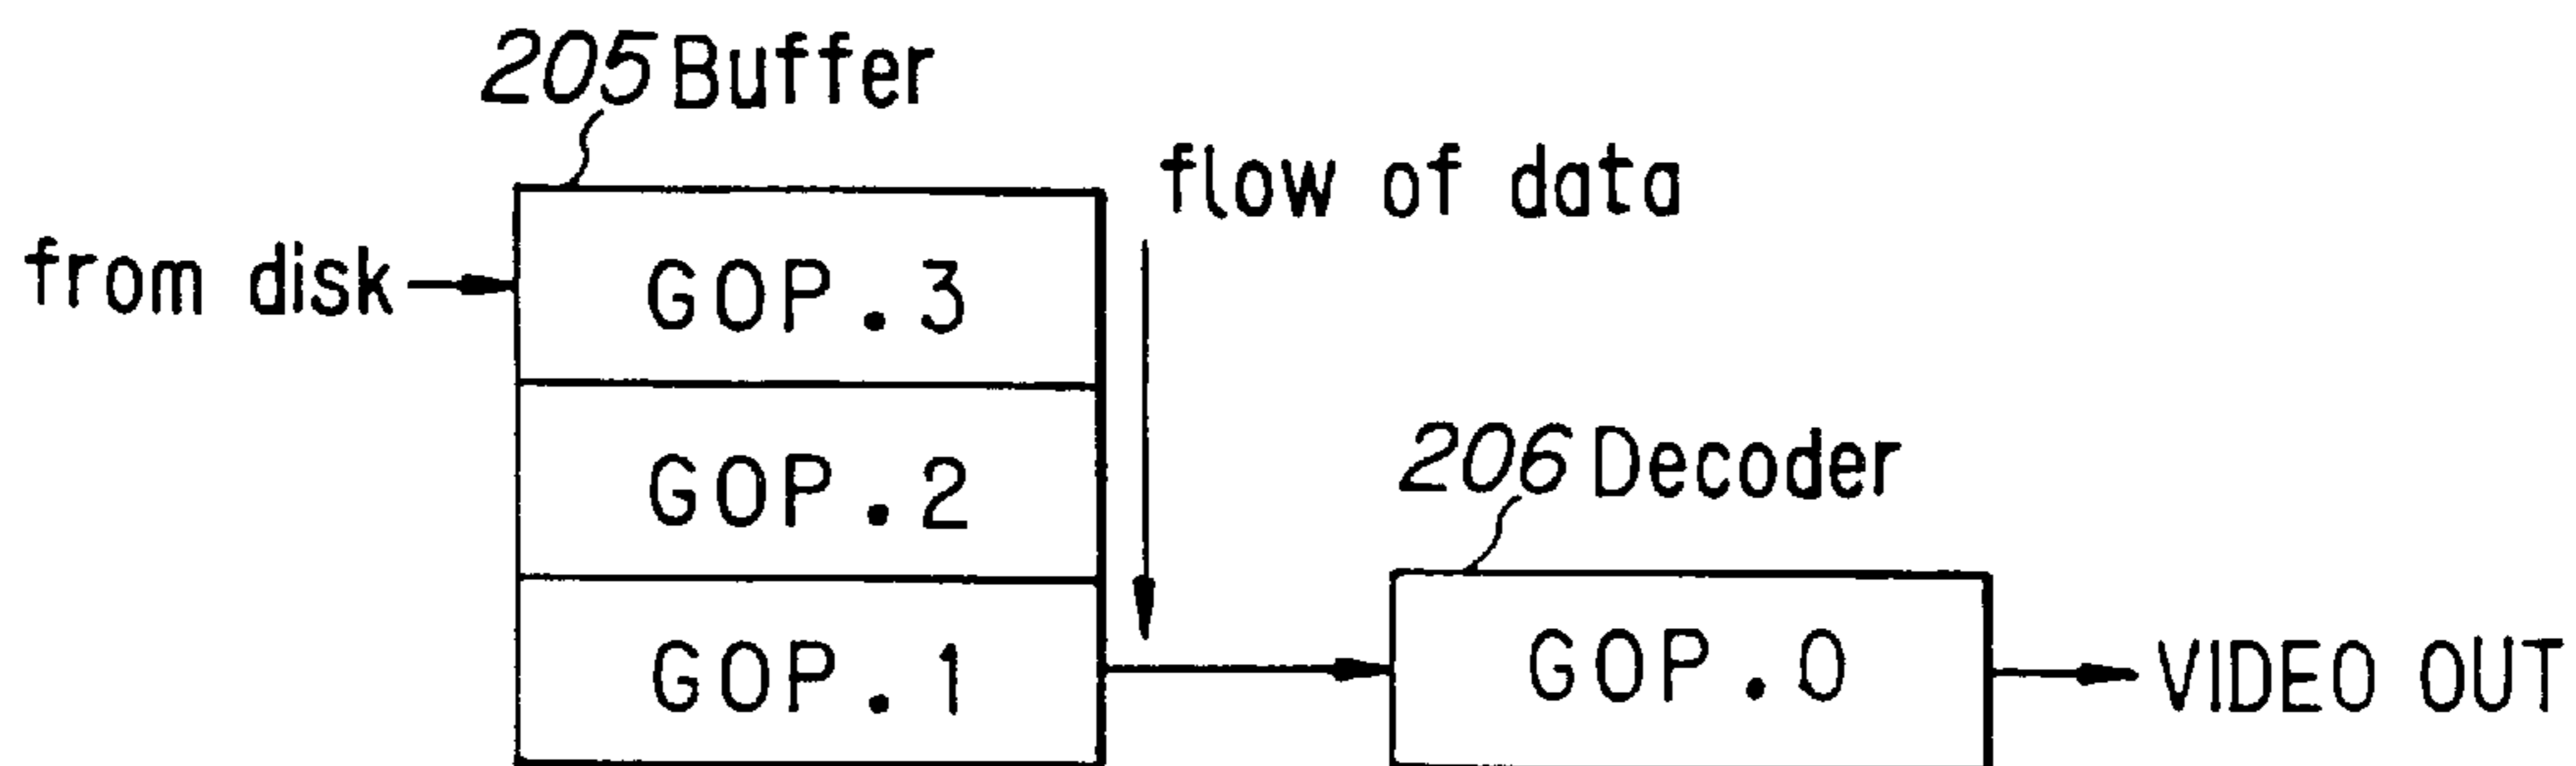 205 Buffer
flow of data
from disk
GOP.3
GOP.2
206 Decoder
GOP.1
GOP.0
VIDEO OUT